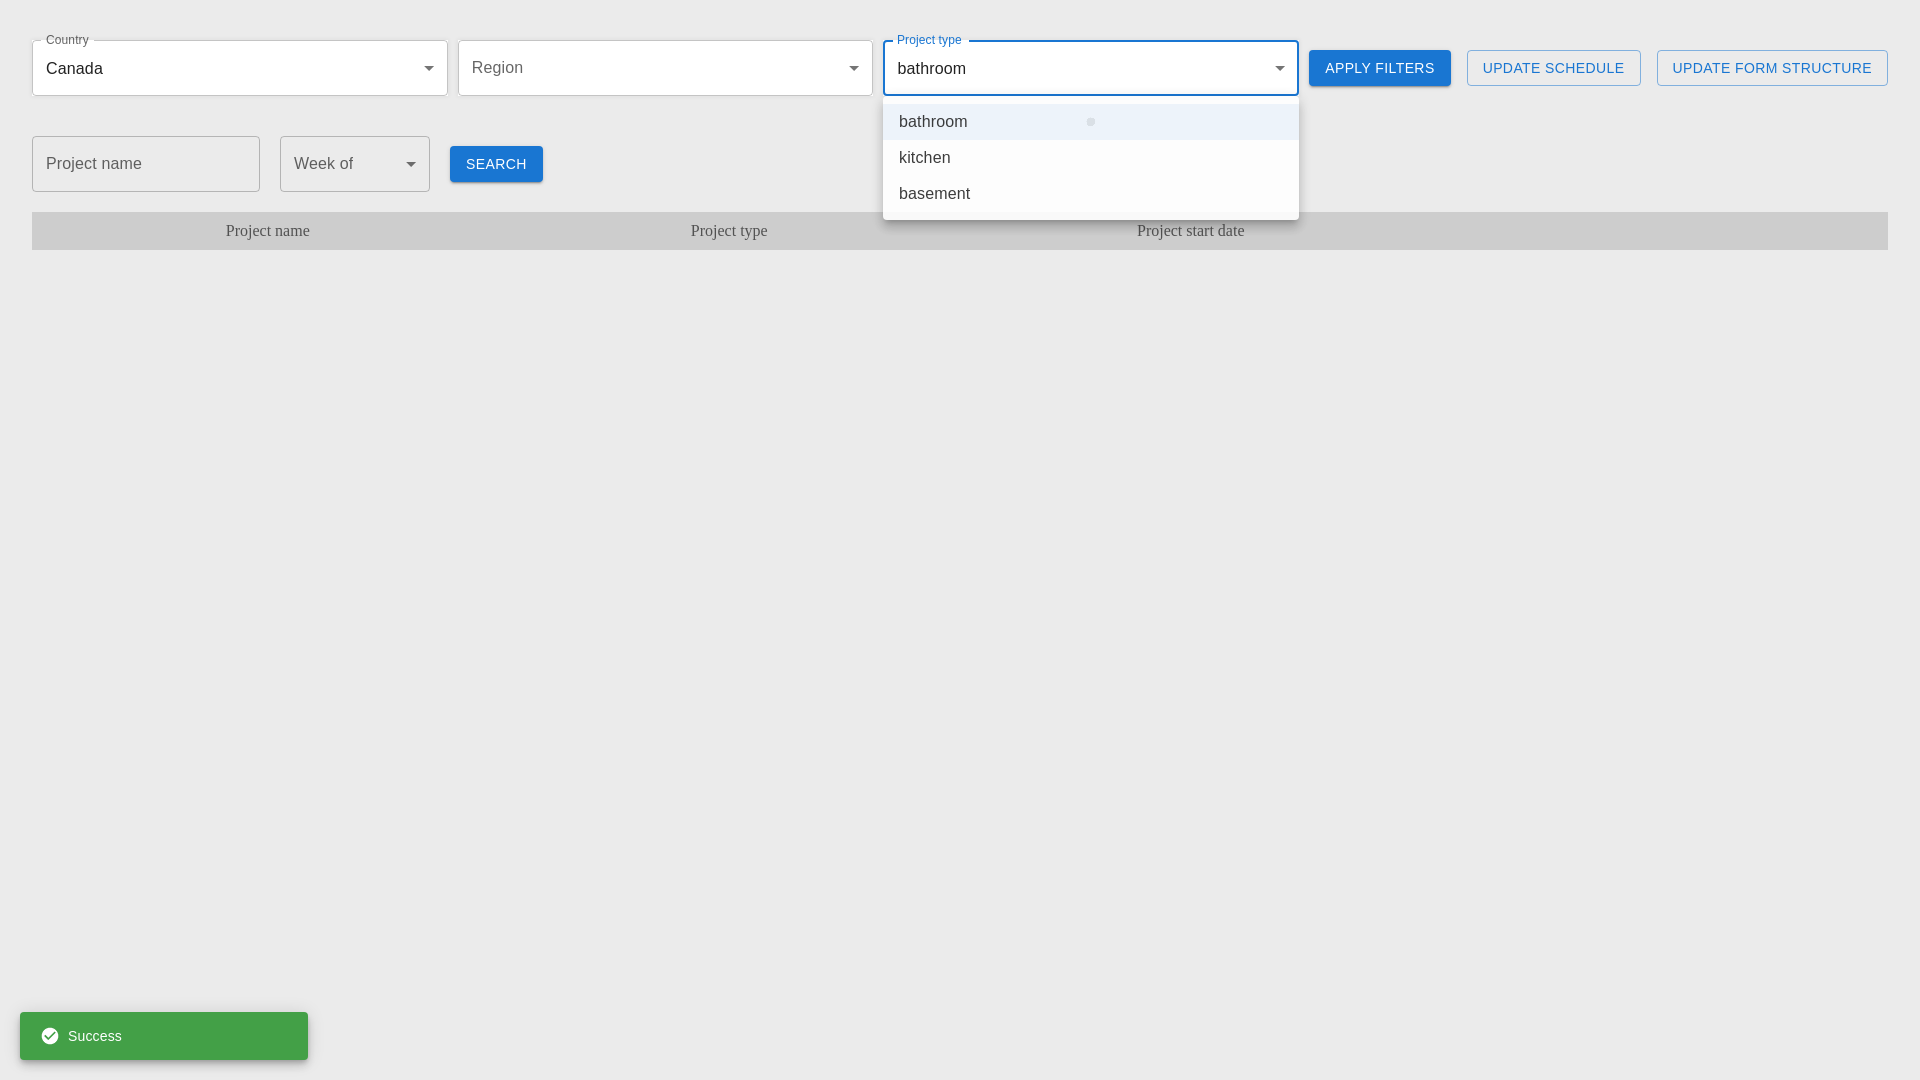 Country
Canada
Region
Project type
bathroom
APPLY FILTERS
UPDATE SCHEDULE
UPDATE FORM STRUCTURE
bathroom
kitchen
basement
Project name
Week of
SEARCH
Project name
Project type
Project start date
Success